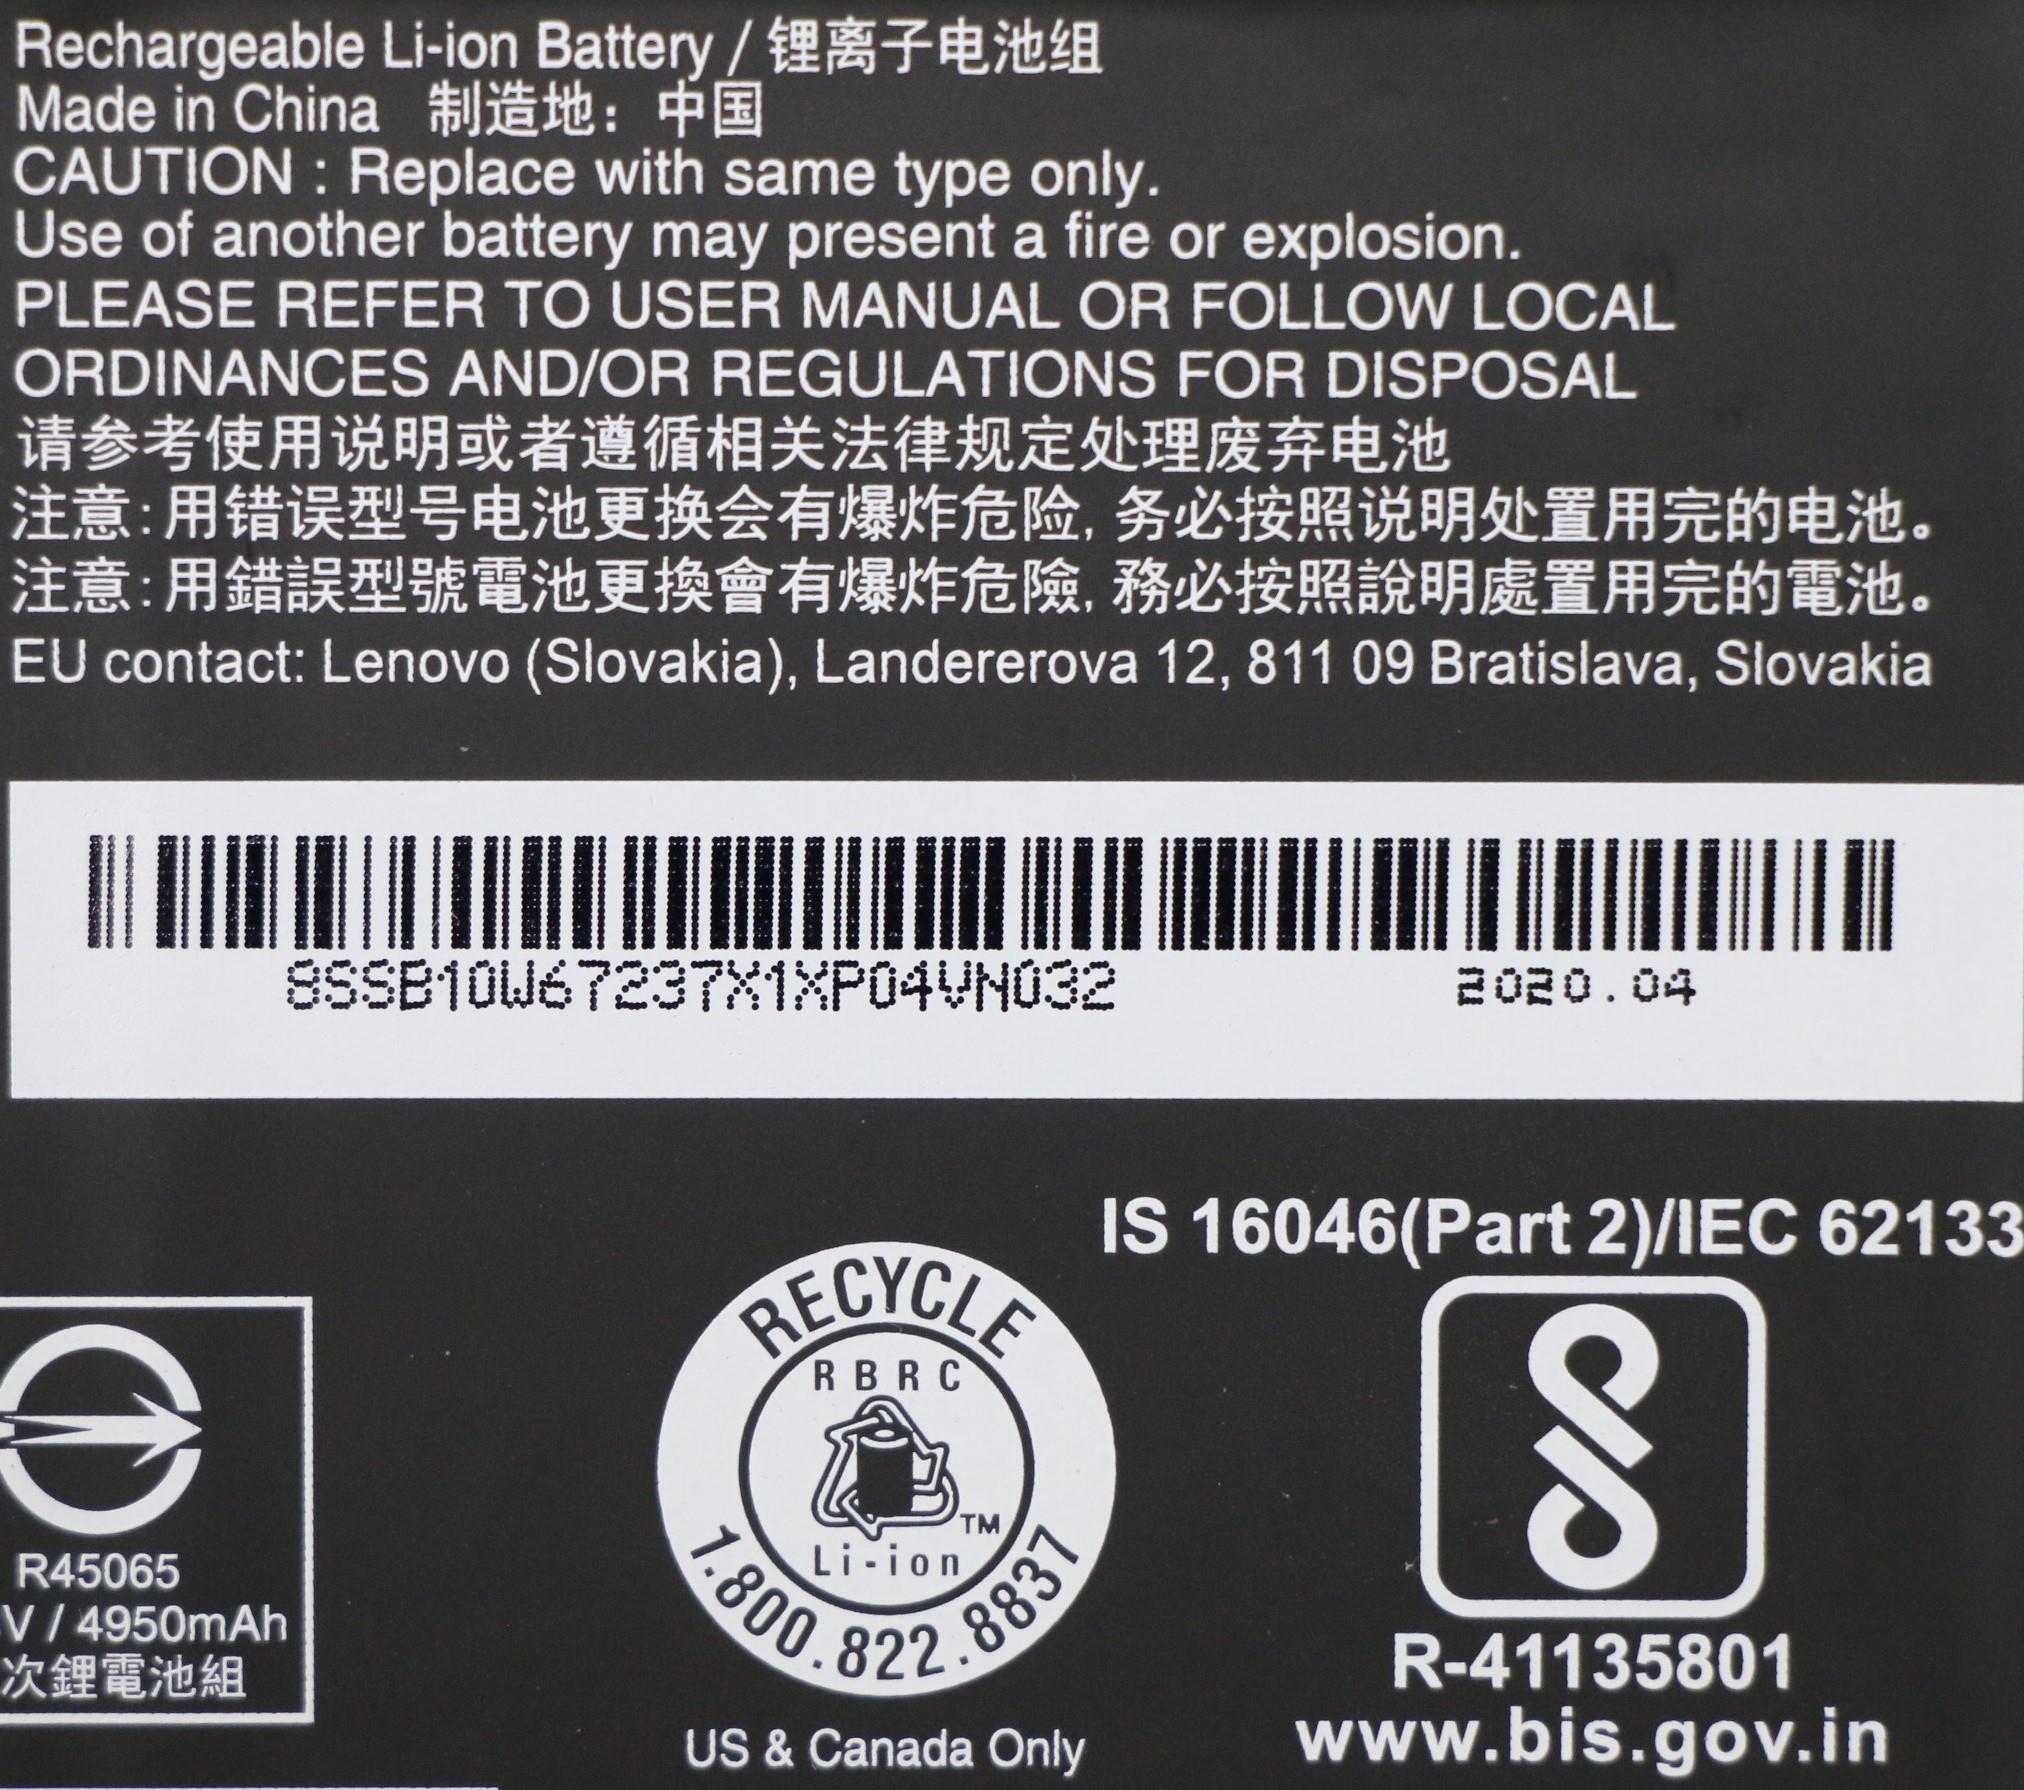 Rechargeable Li-ion Battery / 锂离子电池组
Made in China 制造地：中国
CAUTION : Replace with same type only.
Use of another battery may present a fire or explosion.
PLEASE REFER TO USER MANUAL OR FOLLOW LOCAL
ORDINANCES AND/OR REGULATIONS FOR DISPOSAL
请参考使用说明或者遵循相关法律规定处理废弃电池
注意:用错误型号电池更换会有爆炸危险,务必按照说明处置用完的电池。
注意:用錯誤型號電池更換會有爆炸危險,務必按照說明處置用完的電池。
EU contact: Lenovo (Slovakia), Landererova 12, 811 09 Bratislava, Slovakia
8SSB10W67237X1XP04VN032 2020.04
IS 16046(Part 2)/IEC 62133
RECYCLE
RBRC
TM
Li-ion
1.800.822.8837
US & Canada Only
R45065
V / 4950mAh
次鋰電池組
R-41135801
www.bis.gov.in